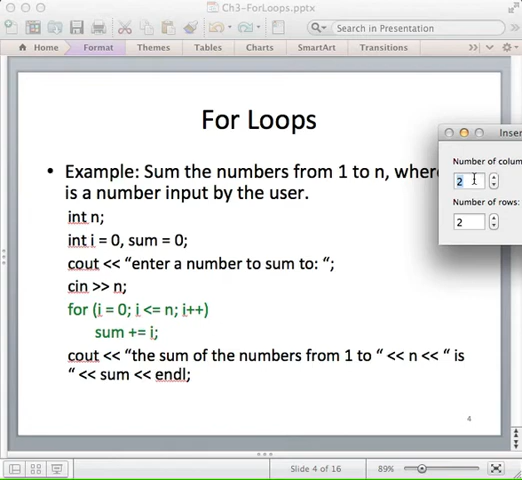 Ch3-ForLoops.pptx
Search in Presentation
Home Format Themes Tables Charts SmartArt Transitions
For Loops
• Example: Sum the numbers from 1 to n, where
is a number input by the user.
int n;
int i = 0, sum = 0;
cout << “enter a number to sum to: “;
cin >> n;
for (i = 0; i <= n; i++)
sum += i;
cout << “the sum of the numbers from 1 to “ << n << “ is
“ << sum << endl;
4
Inser
Number of colum
2
Number of rows:
2
Slide 4 of 16 89%